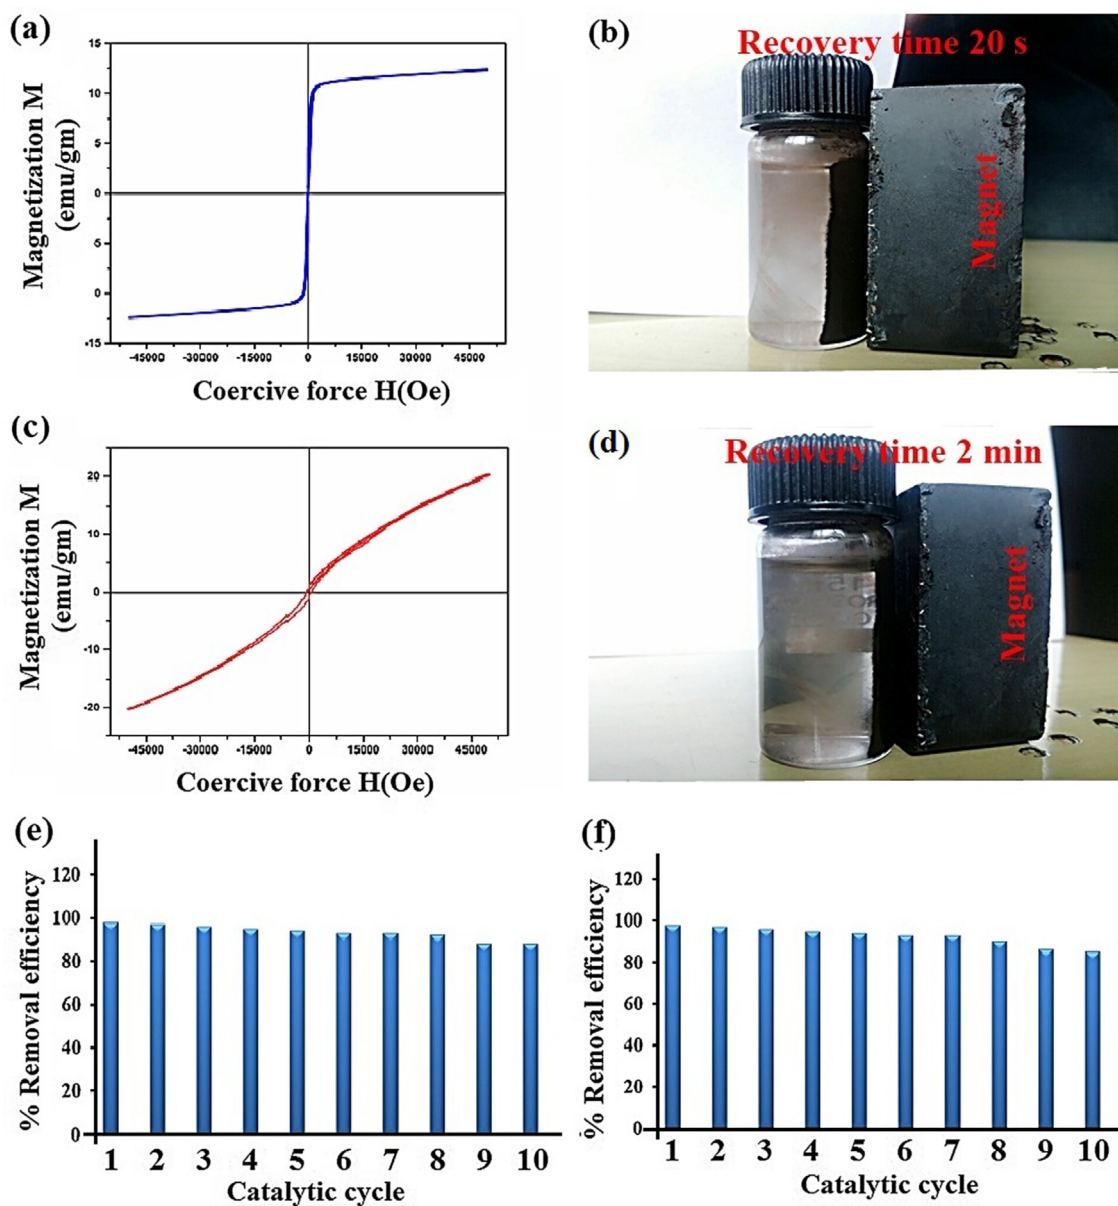 (a)
15
10
5
0
5
0
-15
-45000 -30000 -15000 0 15000 30000 45000
Magnetization M
(emu/gm)
Coercive force H(Oe)
(b)
Recovery time 20 s
Magnet
(c)
20
10
0
-10
-20
-45000 -30000 -15000 0 15000 30000 45000
Magnetization M
(emu/gm)
Coercive force H(Oe)
(d)
Recovery time 2 min
Magnet
(e)
120
100
80
60
40
20
0
% Removal efficiency
1 2 3 4 5 6 7 8 9 10
Catalytic cycle
(f)
120
100
80
60
40
20
0
% Removal efficiency
1 2 3 4 5 6 7 8 9 10
Catalytic cycle